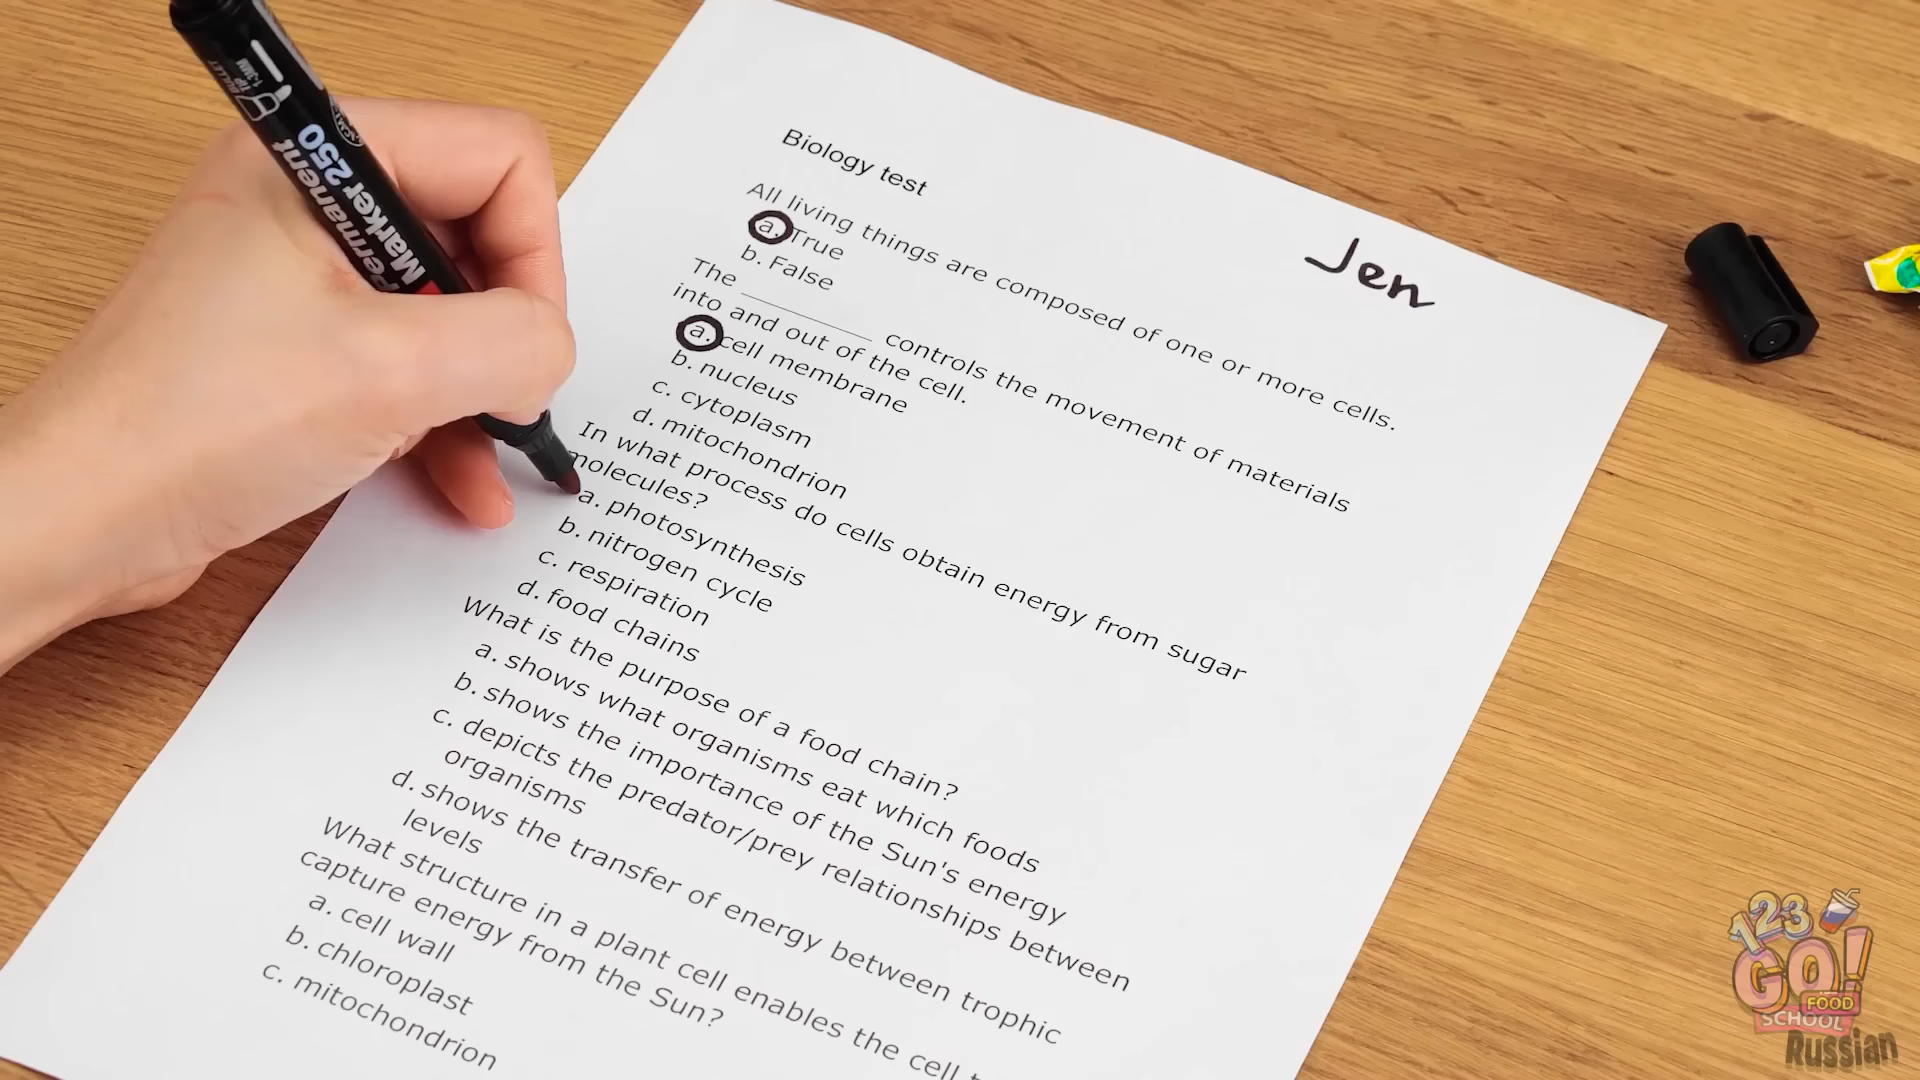 BULLET
TIP
1-3MM
Permanent
Marker 250
Biology test
Jen
All living things are composed of one or more cells.
a. True
b. False
The __________ controls the movement of materials
into and out of the cell.
a. cell membrane
b. nucleus
c. cytoplasm
d. mitochondrion
In what process do cells obtain energy from sugar
molecules?
a. photosynthesis
b. nitrogen cycle
c. respiration
d. food chains
What is the purpose of a food chain?
a. shows what organisms eat which foods
b. shows the importance of the Sun's energy
c. depicts the predator/prey relationships between
organisms
d. shows the transfer of energy between trophic
levels
What structure in a plant cell enables the cell
capture energy from the Sun?
a. cell wall
b. chloroplast
c. mitochondrion
123
GO!
FOOD
SCHOOL
Russian